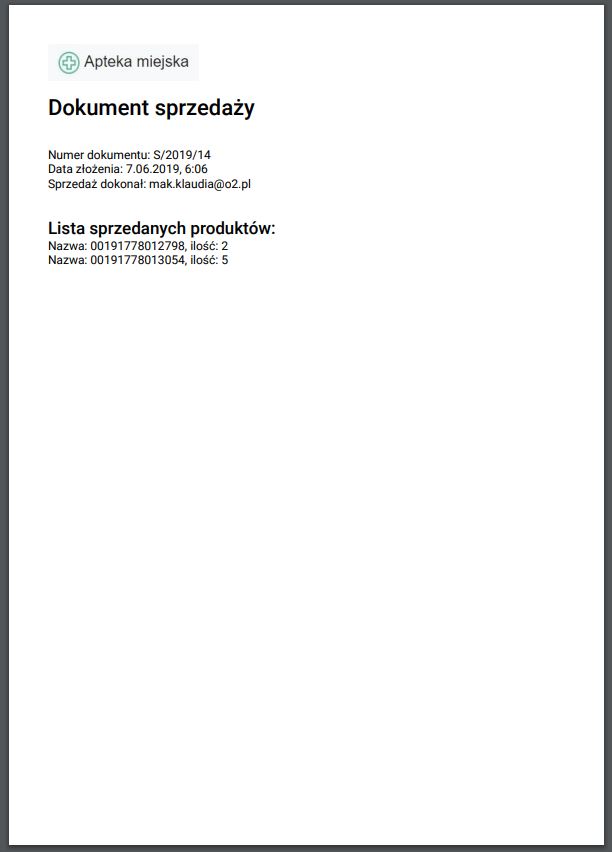 Apteka miejska
Dokument sprzedaży
Numer dokumentu: S/2019/14
Data złożenia: 7.06.2019, 6:06
Sprzedaż dokonał: mak.klaudia@o2.pl
Lista sprzedanych produktów:
Nazwa: 00191778012798, ilość: 2
Nazwa: 00191778013054, ilość: 5